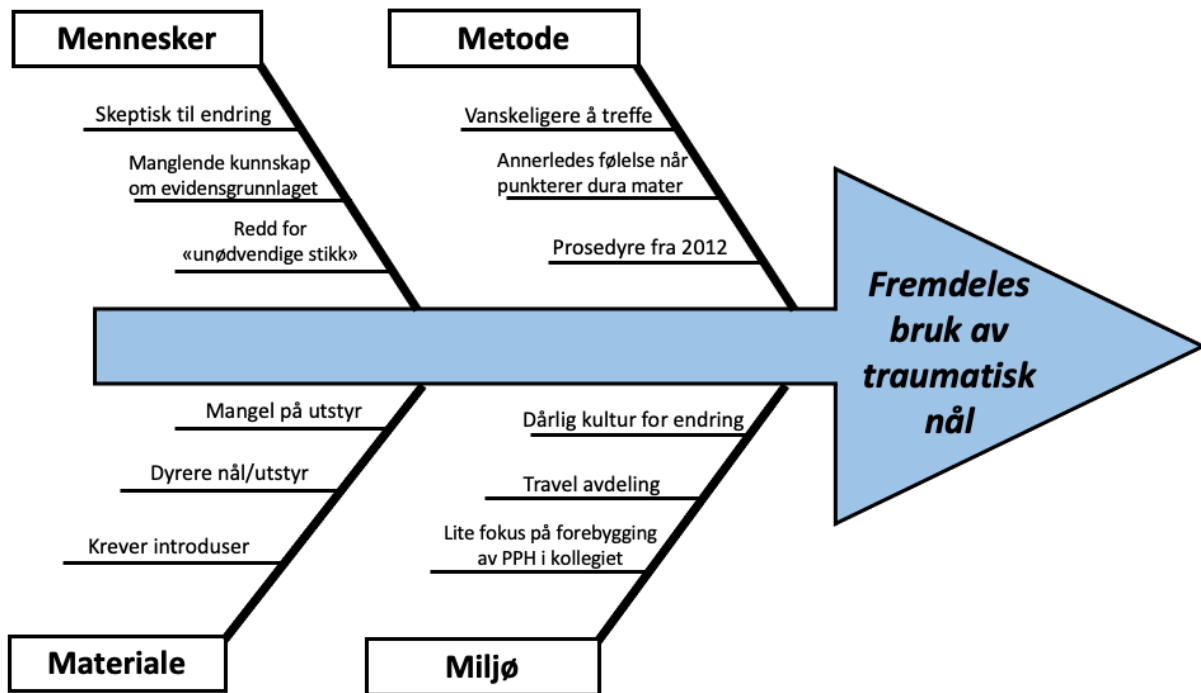 Mennesker
Skeptisk til endring
Manglende kunnskap
om evidensgrunnlaget
Redd for
«unødvendige stikk»
Metode
Vanskeligere å treffe
Annerledes følelse når
punkterer dura mater
Prosedyre fra 2012
Fremdeles
bruk av
traumatisk
nål
Mangel på utstyr
Dyrere nål/utstyr
Krever introduser
Materiale
Dårlig kultur for endring
Travel avdeling
Lite fokus på forebygging
av PPH i kollegiet
Miljø